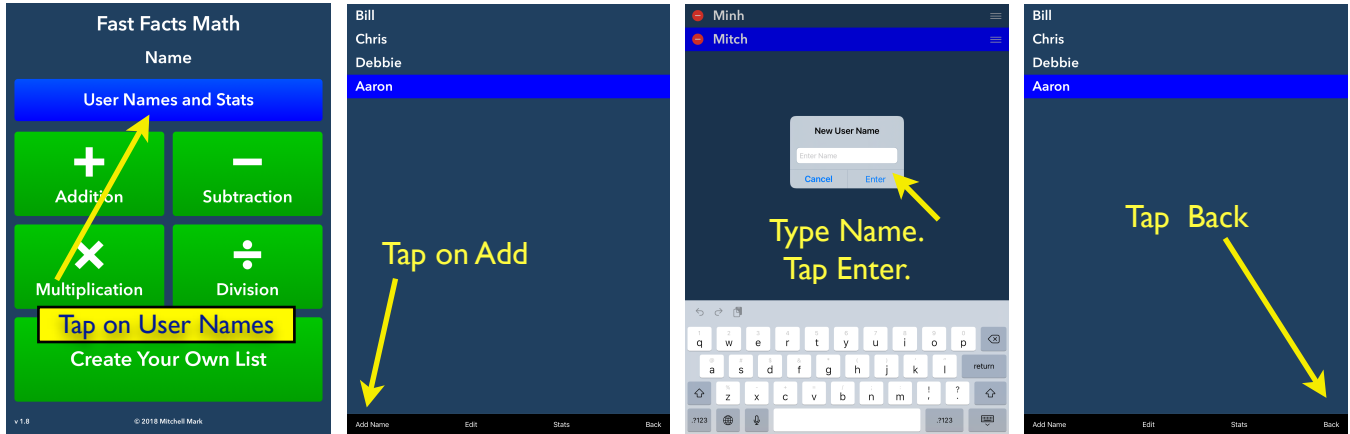 Fast Facts Math
Name
User Names and Stats
+
Addition
−
Subtraction
×
Multiplication
÷
Division
Tap on User Names
Create Your Own List
v 1.8
© 2018 Mitchell Mark
Bill
Chris
Debbie
Aaron
Tap on Add
Add Name Edit Stats Back
Minh
Mitch
New User Name
Enter Name
Cancel Enter
Type Name.
Tap Enter.
q w e r t y u i o p
a s d f g h j k l return
z x c v b n m ! , ? .
.?123 .?123
Bill
Chris
Debbie
Aaron
Tap Back
Add Name Edit Stats Back